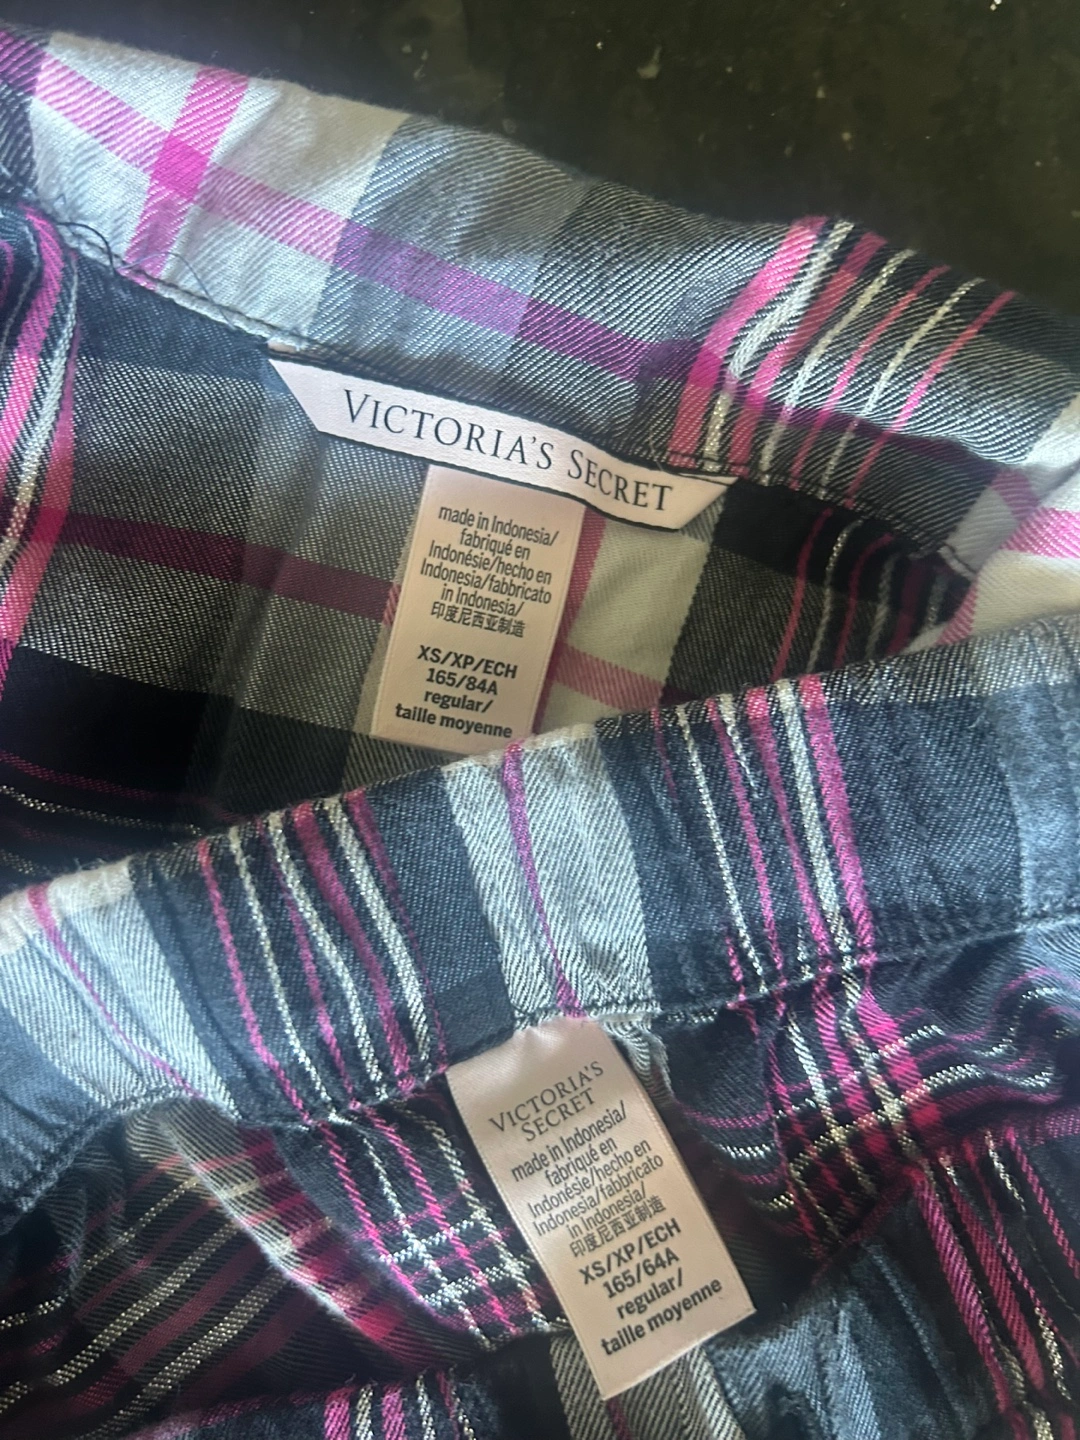 VICTORIA'S SECRET
made in Indonesia/
fabriqué en
Indonésie/hecho en
Indonesia/fabbricato
in Indonesia/
印度尼西亚制造
XS/XP/ECH
165/84A
regular/
taille moyenne
VICTORIA'S
SECRET
made in Indonesia/
fabriqué en
Indonésie/hecho en
Indonesia/fabbricato
in Indonesia/
印度尼西亚制造
XS/XP/ECH
165/64A
regular/
taille moyenne